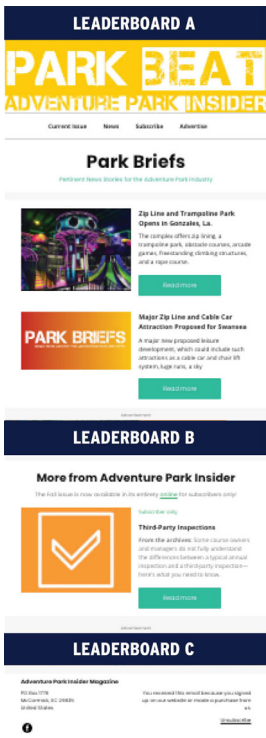 LEADERBOARD A
PARK BEAT
ADVENTURE PARK INSIDER
Current Issue News Subscribe Advertise
Park Briefs
Pertinent News Stories for the Adventure Park Industry
Zip Line and Trampoline Park
Opens in Gonzales, La.
The complex offers zip lining, a
trampoline park, obstacle courses, arcade
games, freestanding climbing structures,
and a rope course.
Read more
PARK BRIEFS
Major Zip Line and Cable Car
Attraction Proposed for Swansea
A major new proposed leisure
development, which could include such
attractions as a cable car and chair lift
system, luge runs, a sky
Read more
Advertisement
LEADERBOARD B
More from Adventure Park Insider
The Fall issue is now available in its entirety online for subscribers only!
Subscriber only
Third-Party Inspections
From the archives: Some course owners
and managers do not fully understand
the differences between a typical annual
inspection and a third-party inspection—
here's what you need to know.
Read more
Advertisement
LEADERBOARD C
Adventure Park Insider Magazine
PO Box 1778
McCormick, SC 29835
United States
You received this email because you signed
up on our website or made a purchase from
us.
Unsubscribe